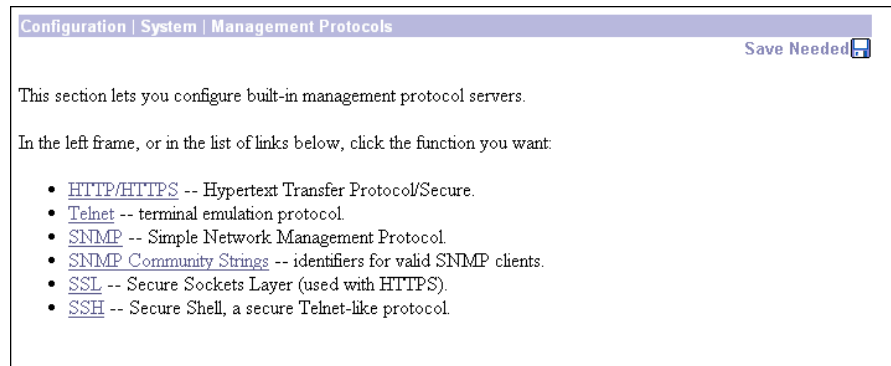 Configuration | System | Management Protocols
Save Needed
This section lets you configure built-in management protocol servers.
In the left frame, or in the list of links below, click the function you want:
• HTTP/HTTPS -- Hypertext Transfer Protocol/Secure.
• Telnet -- terminal emulation protocol.
• SNMP -- Simple Network Management Protocol.
• SNMP Community Strings -- identifiers for valid SNMP clients.
• SSL -- Secure Sockets Layer (used with HTTPS).
• SSH -- Secure Shell, a secure Telnet-like protocol.